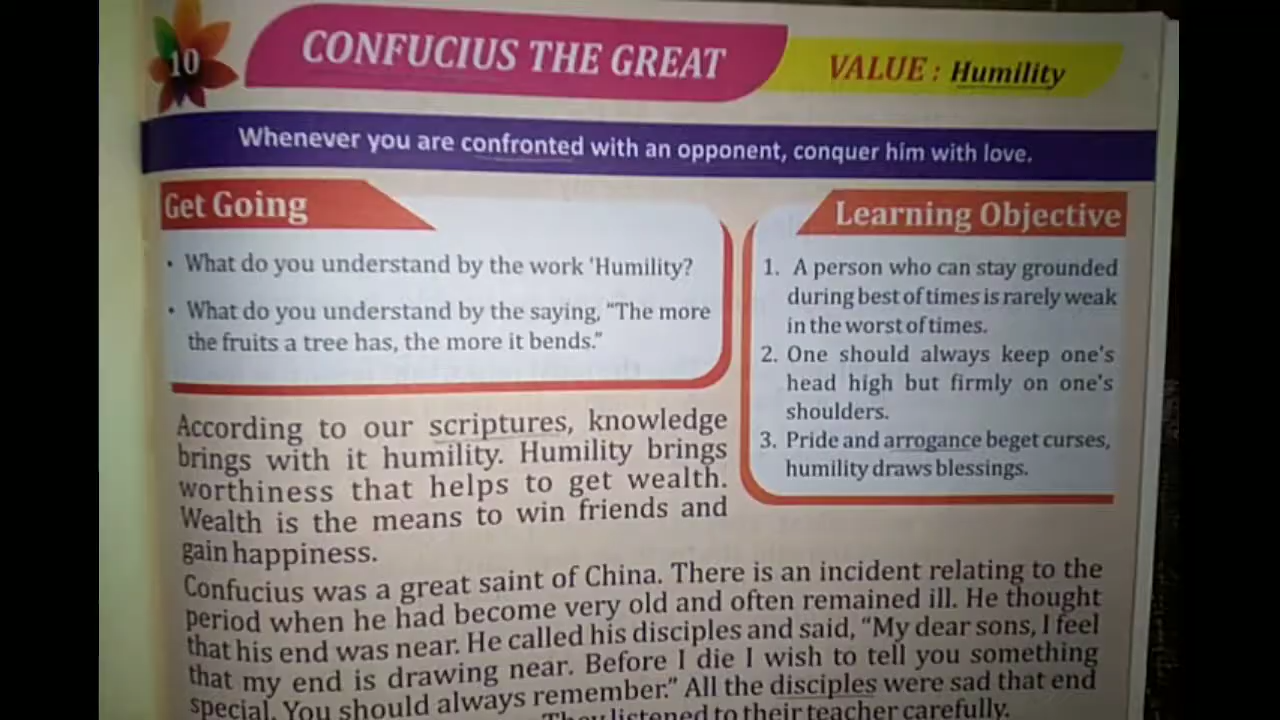 10
CONFUCIUS THE GREAT
VALUE : Humility
Whenever you are confronted with an opponent, conquer him with love.
Get Going
• What do you understand by the work 'Humility?
• What do you understand by the saying, "The more
the fruits a tree has, the more it bends."
Learning Objective
1. A person who can stay grounded
during best of times is rarely weak
in the worst of times.
2. One should always keep one's
head high but firmly on one's
shoulders.
3. Pride and arrogance beget curses,
humility draws blessings.
According to our scriptures, knowledge
brings with it humility. Humility brings
worthiness that helps to get wealth.
Wealth is the means to win friends and
gain happiness.
Confucius was a great saint of China. There is an incident relating to the
period when he had become very old and often remained ill. He thought
that his end was near. He called his disciples and said, "My dear sons, I feel
that my end is drawing near. Before I die I wish to tell you something
special. You should always remember." All the disciples were sad that end
They listened to their teacher carefully.